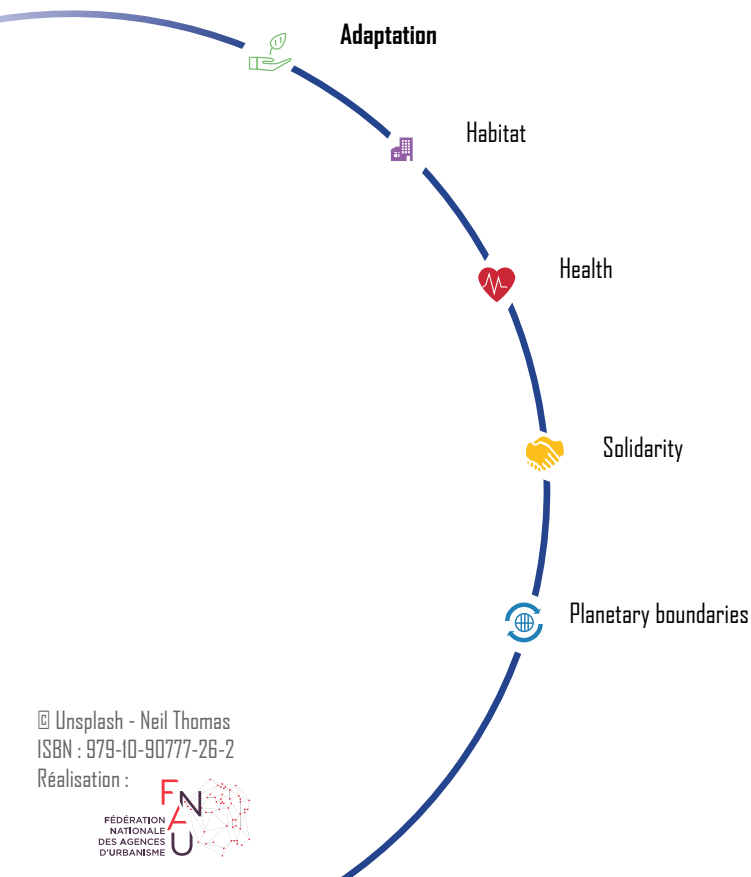 Adaptation
Habitat
Health
Solidarity
Planetary boundaries
© Unsplash - Neil Thomas
ISBN : 979-10-90777-26-2
Réalisation :
FNAU
FÉDÉRATION
NATIONALE
DES AGENCES
D'URBANISME